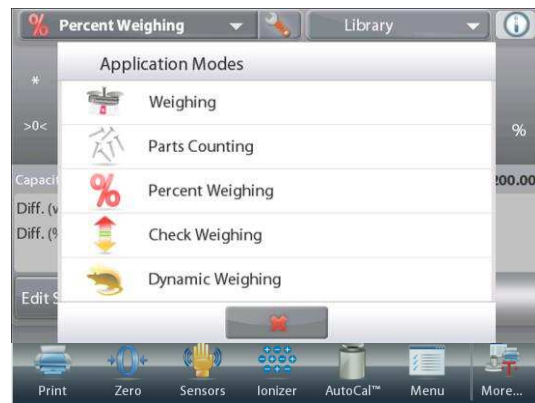 % Percent Weighing Library
Application Modes
*
Weighing
>0<
Parts Counting
%
Capaci 200.00
% Percent Weighing
Diff. (v
Diff. (%
Check Weighing
Dynamic Weighing
Edit S
Print Zero Sensors Ionizer AutoCal™ Menu More...